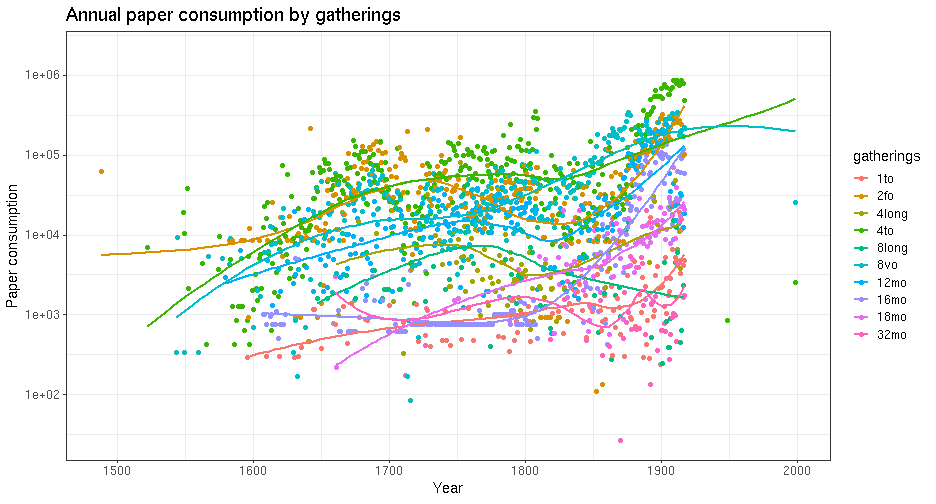 Annual paper consumption by gatherings
Paper consumption
1e+06
1e+05
1e+04
1e+03
1e+02
1500
1600
1700
1800
1900
2000
Year
gatherings
1to
2fo
4long
4to
8long
8vo
12mo
16mo
18mo
32mo